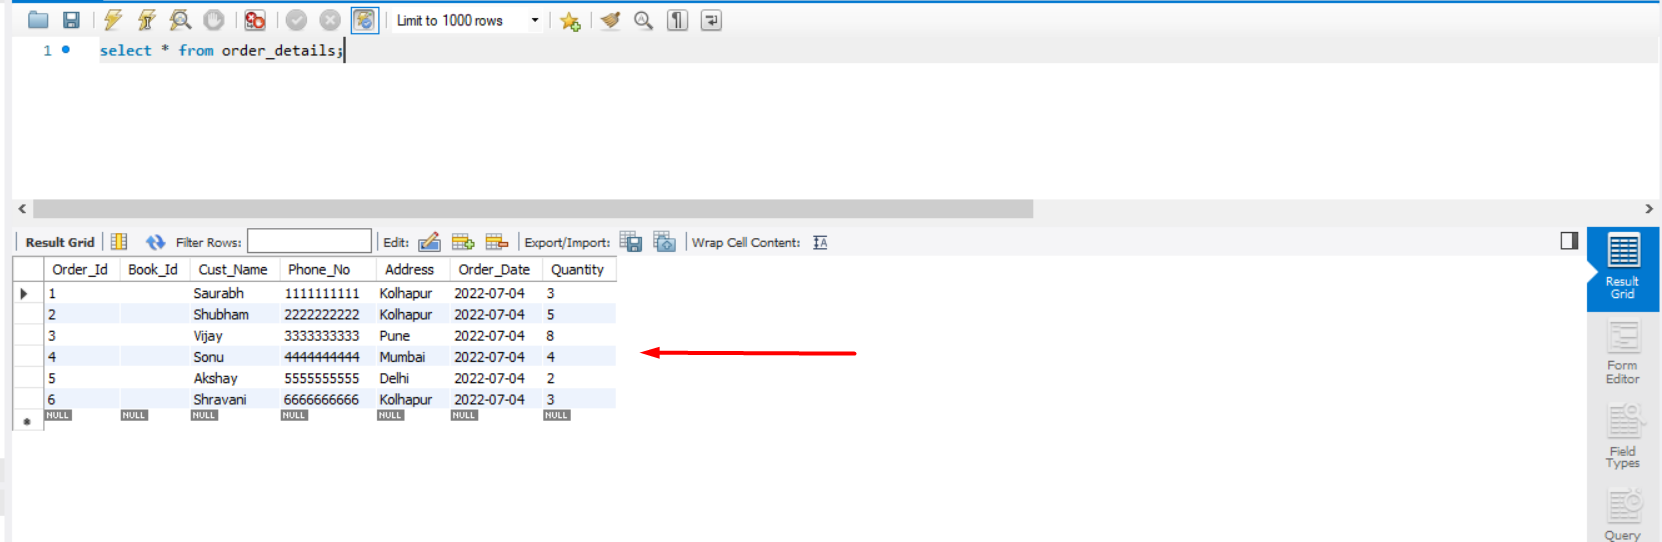 Limit to 1000 rows
1 select * from order_details;
Result Grid Filter Rows: Edit: Export/Import: Wrap Cell Content:
Order_Id Book_Id Cust_Name Phone_No Address Order_Date Quantity
1 Saurabh 1111111111 Kolhapur 2022-07-04 3
2 Shubham 2222222222 Kolhapur 2022-07-04 5
3 Vijay 3333333333 Pune 2022-07-04 8
4 Sonu 4444444444 Mumbai 2022-07-04 4
5 Akshay 5555555555 Delhi 2022-07-04 2
6 Shravani 6666666666 Kolhapur 2022-07-04 3
NULL NULL NULL NULL NULL NULL NULL
Result
Grid
Form
Editor
Field
Types
Query